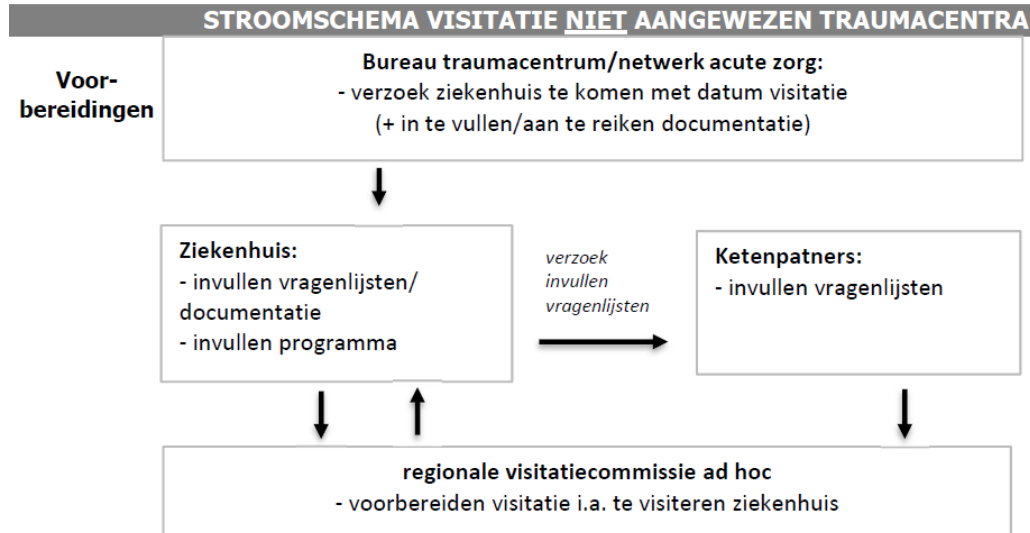 STROOMSCHEMA VISITATIE NIET AANGEWEZEN TRAUMACENTRA
Voor-
bereidingen
Bureau traumacentrum/netwerk acute zorg:
- verzoek ziekenhuis te komen met datum visitatie
(+ in te vullen/aan te reiken documentatie)
Ziekenhuis:
- invullen vragenlijsten/
documentatie
- invullen programma
verzoek
invullen
vragenlijsten
Ketenpatners:
- invullen vragenlijsten
regionale visitatiecommissie ad hoc
- voorbereiden visitatie i.a. te visiteren ziekenhuis